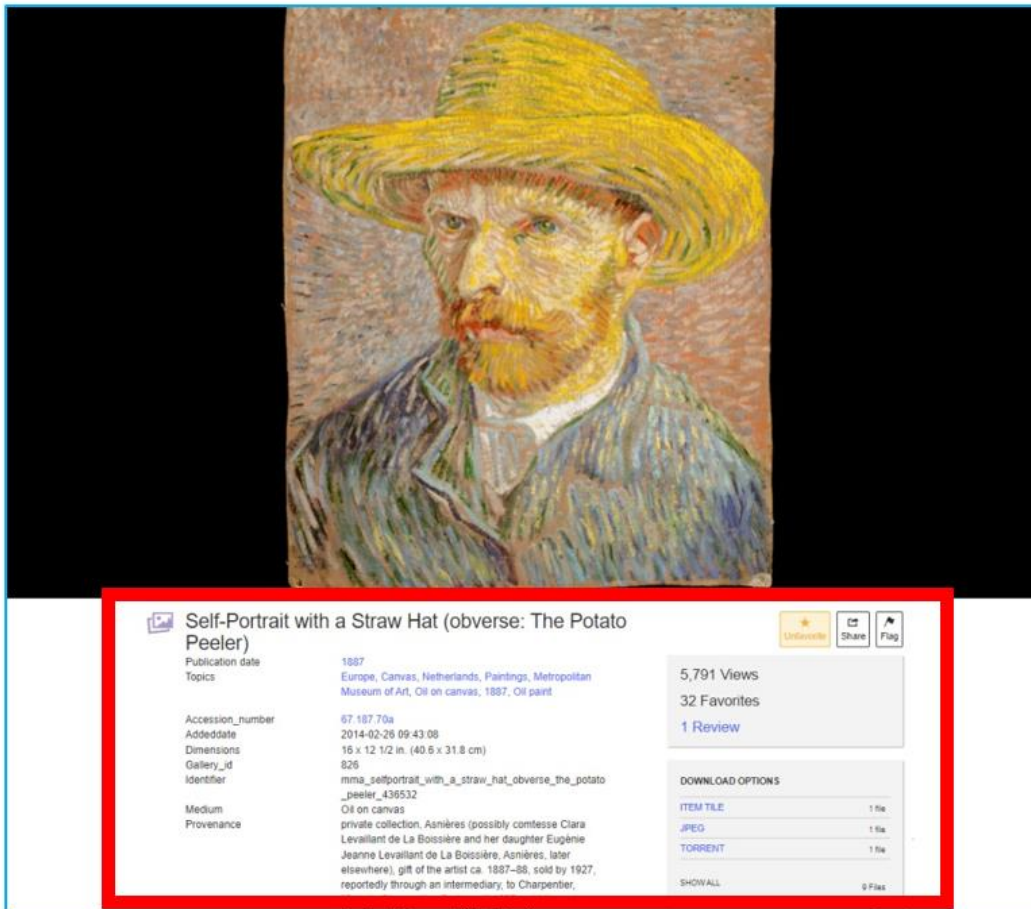 Self-Portrait with a Straw Hat (obverse: The Potato
Peeler)
Unfavorite
Share
Flag
Publication date 1887
Topics Europe, Canvas, Netherlands, Paintings, Metropolitan
Museum of Art, Oil on canvas, 1887, Oil paint
Accession_number 67.187.70a
Addeddate 2014-02-26 09:43:08
Dimensions 16 x 12 1/2 in. (40.6 x 31.8 cm)
Gallery_id 826
Identifier mma_selfportrait_with_a_straw_hat_obverse_the_potato
_peeler_436532
Medium Oil on canvas
Provenance private collection, Asnières (possibly comtesse Clara
Levaillant de La Boissière and her daughter Eugénie
Jeanne Levaillant de La Boissière, Asnières, later
elsewhere), gift of the artist ca. 1887–88, sold by 1927,
reportedly through an intermediary, to Charpentier,
5,791 Views
32 Favorites
1 Review
DOWNLOAD OPTIONS
ITEM TILE 1 file
JPEG 1 file
TORRENT 1 file
SHOW ALL 9 Files